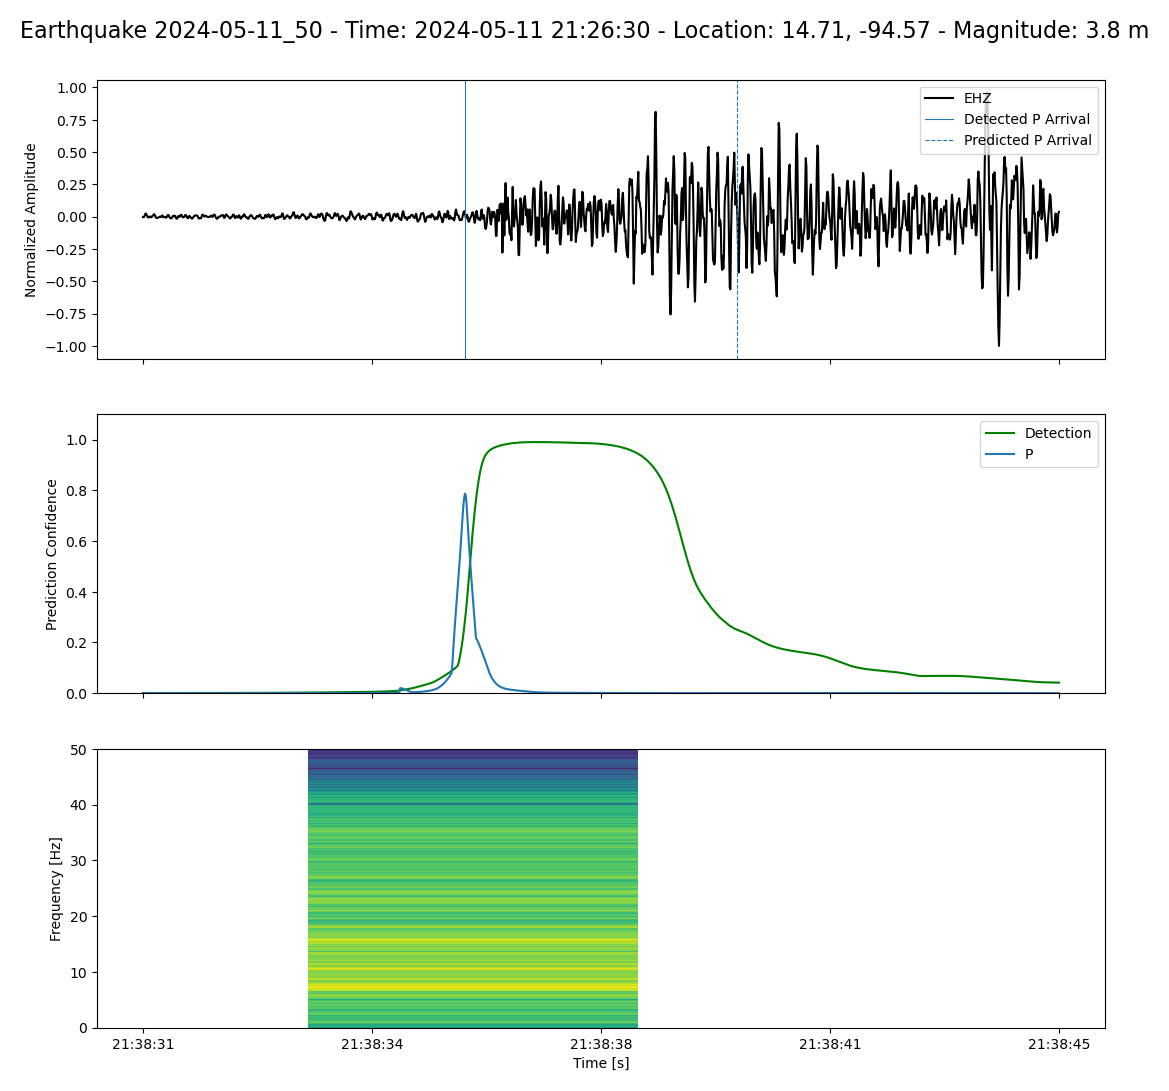 Earthquake 2024-05-11_50 - Time: 2024-05-11 21:26:30 - Location: 14.71, -94.57 - Magnitude: 3.8 m
Normalized Amplitude
1.00
0.75
0.50
0.25
0.00
−0.25
−0.50
−0.75
−1.00
EHZ
Detected P Arrival
Predicted P Arrival
Prediction Confidence
1.0
0.8
0.6
0.4
0.2
0.0
Detection
P
Frequency [Hz]
50
40
30
20
10
0
21:38:31 21:38:34 21:38:38 21:38:41 21:38:45
Time [s]